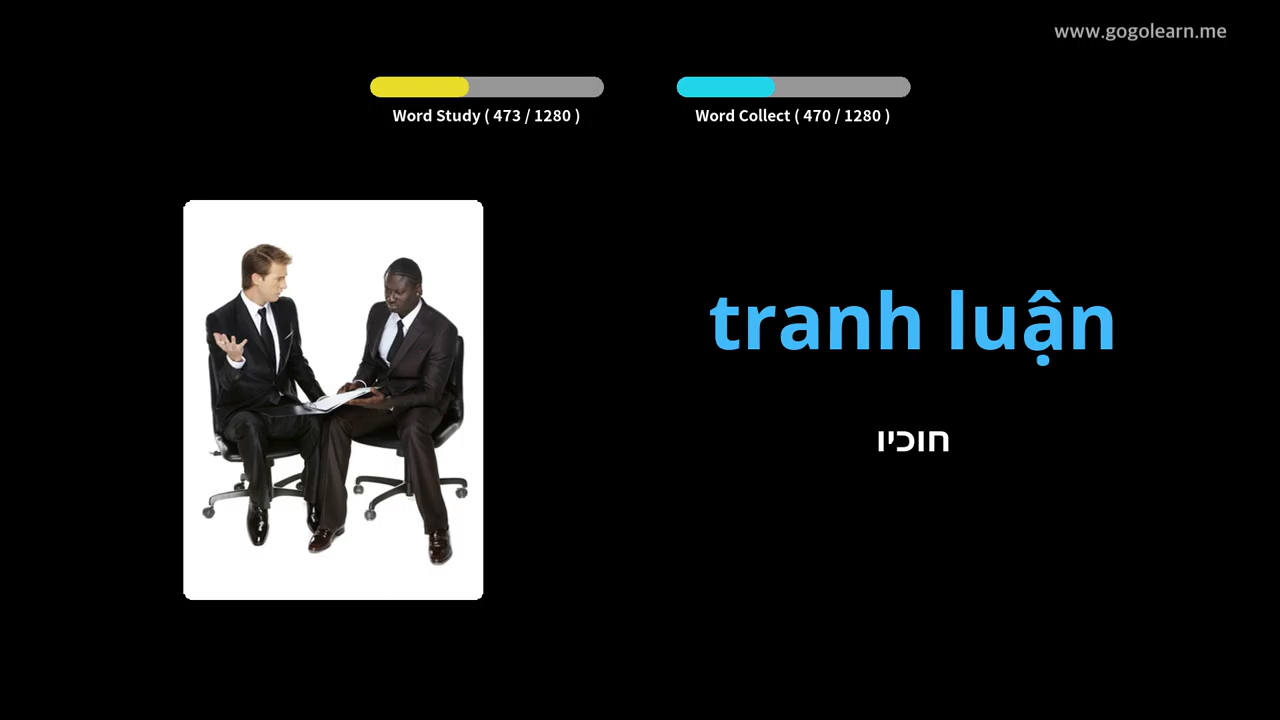 www.gogolearn.me
Word Study ( 473 / 1280 )
Word Collect ( 470 / 1280 )
tranh luận
חוכיו